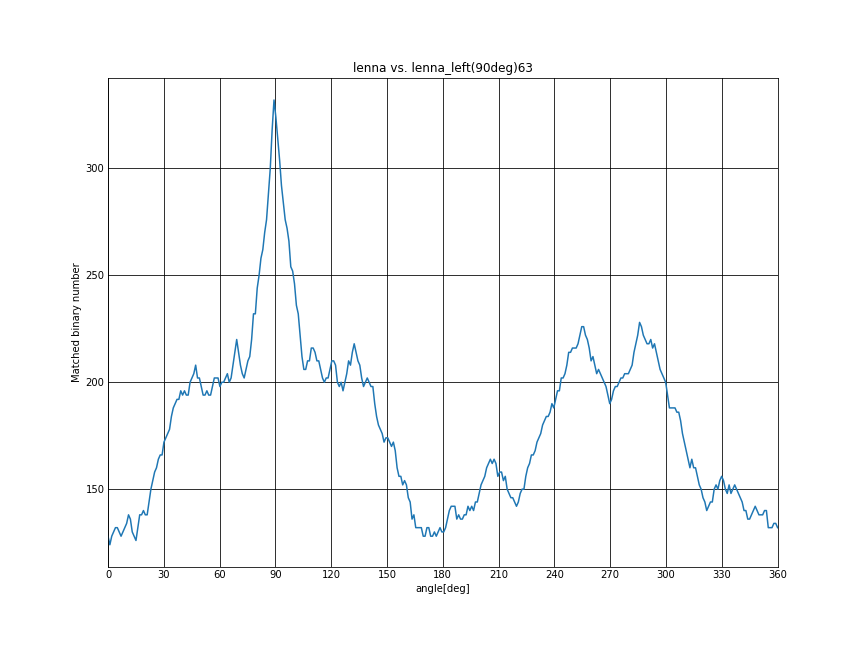 lenna vs. lenna_left(90deg)63
Matched binary number
300
250
200
150
0 30 60 90 120 150 180 210 240 270 300 330 360
angle[deg]